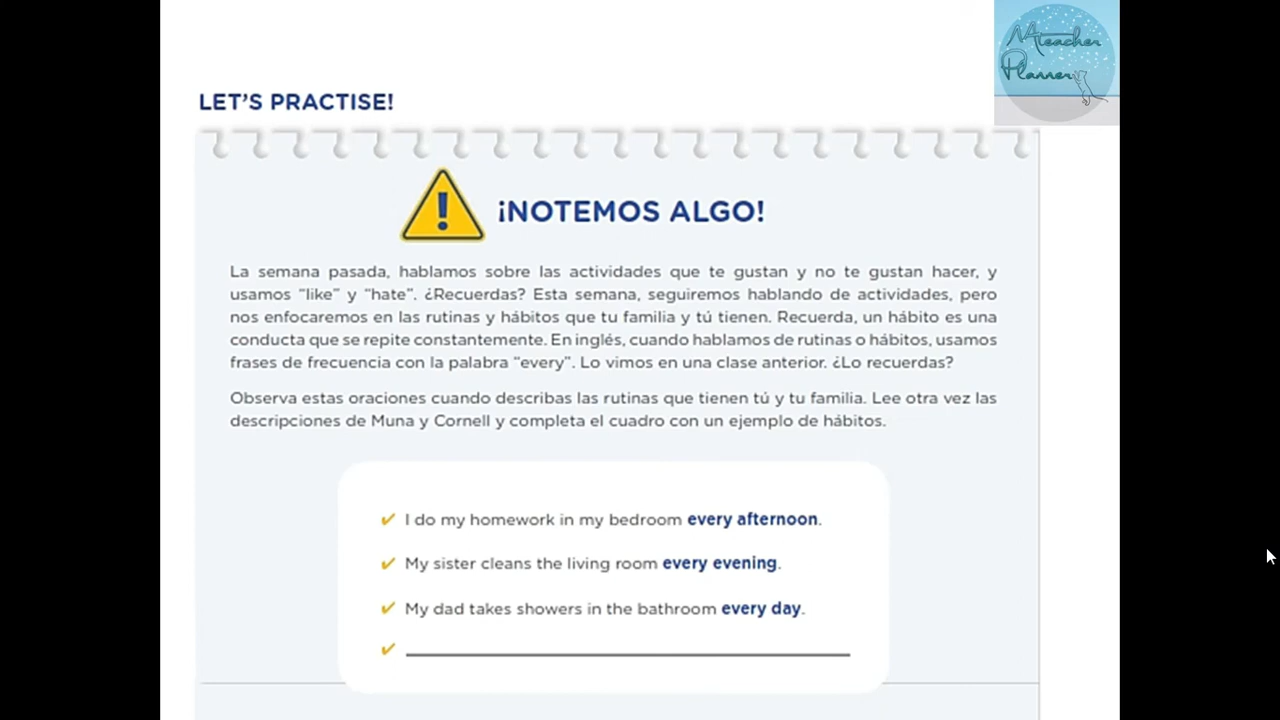 Mteacher
Planner
LET'S PRACTISE!
¡NOTEMOS ALGO!
La semana pasada, hablamos sobre las actividades que te gustan y no te gustan hacer, y
usamos “like” y “hate”. ¿Recuerdas? Esta semana, seguiremos hablando de actividades, pero
nos enfocaremos en las rutinas y hábitos que tu familia y tú tienen. Recuerda, un hábito es una
conducta que se repite constantemente. En inglés, cuando hablamos de rutinas o hábitos, usamos
frases de frecuencia con la palabra “every”. Lo vimos en una clase anterior. ¿Lo recuerdas?
Observa estas oraciones cuando describas las rutinas que tienen tú y tu familia. Lee otra vez las
descripciones de Muna y Cornell y completa el cuadro con un ejemplo de hábitos.
✔ I do my homework in my bedroom every afternoon.
✔ My sister cleans the living room every evening.
✔ My dad takes showers in the bathroom every day.
✔